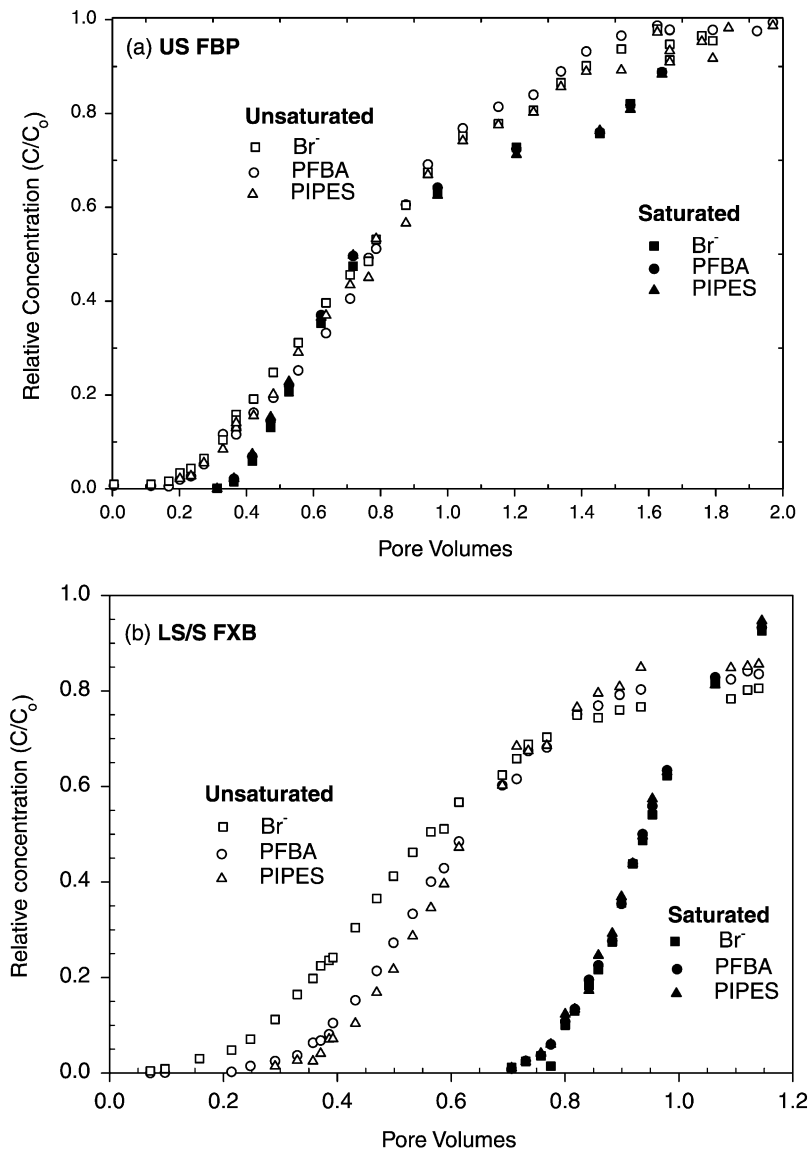 (a) US FBP
Relative Concentration (C/Co)
1.0
0.8
0.6
0.4
0.2
0.0
Unsaturated
Br-
PFBA
PIPES
Saturated
Br-
PFBA
PIPES
0.0 0.2 0.4 0.6 0.8 1.0 1.2 1.4 1.6 1.8 2.0
Pore Volumes
(b) LS/S FXB
Relative concentration (C/Co)
1.0
0.8
0.6
0.4
0.2
0.0
Unsaturated
Br-
PFBA
PIPES
Saturated
Br-
PFBA
PIPES
0.0 0.2 0.4 0.6 0.8 1.0 1.2
Pore Volumes